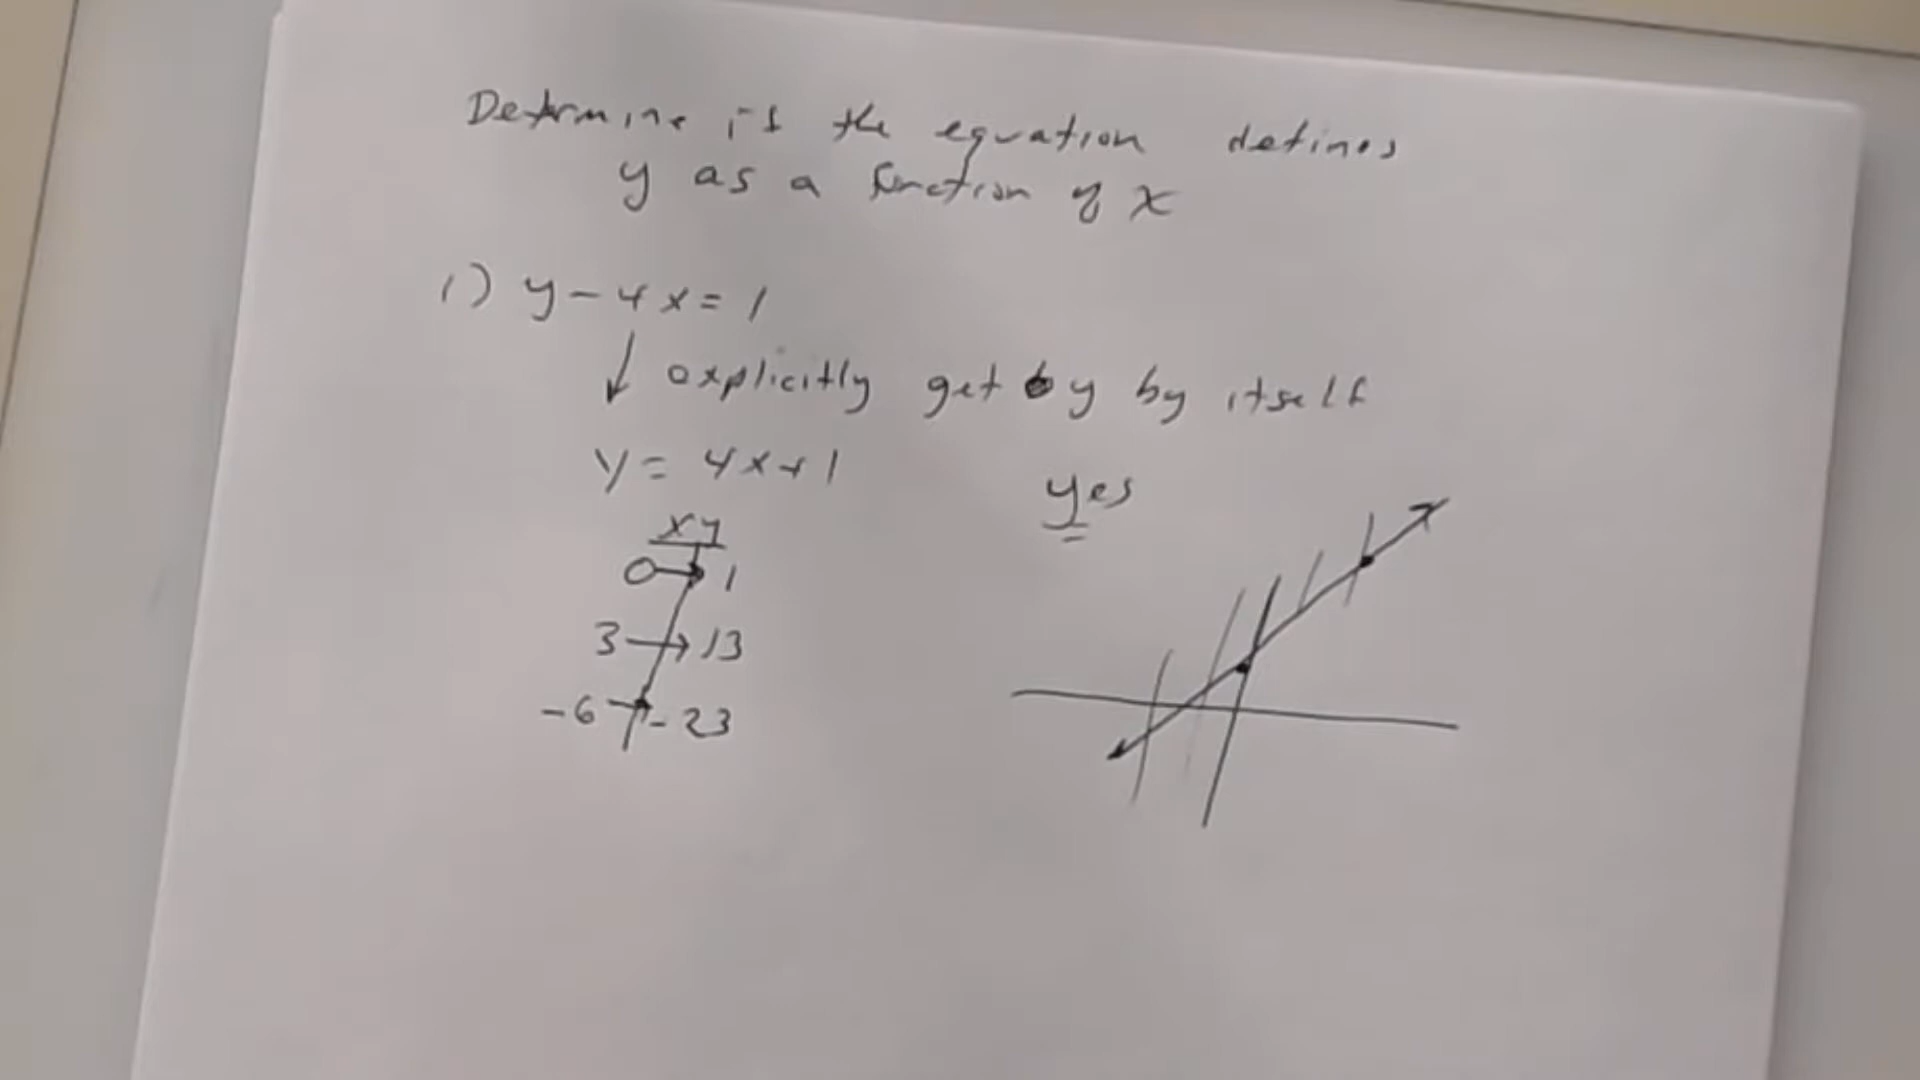 Determine if the equation defines
y as a function of x
1) y - 4x = 1
explicitly get y by itself
y = 4x + 1
yes
x y
0 → 1
3 → 13
-6 → -23